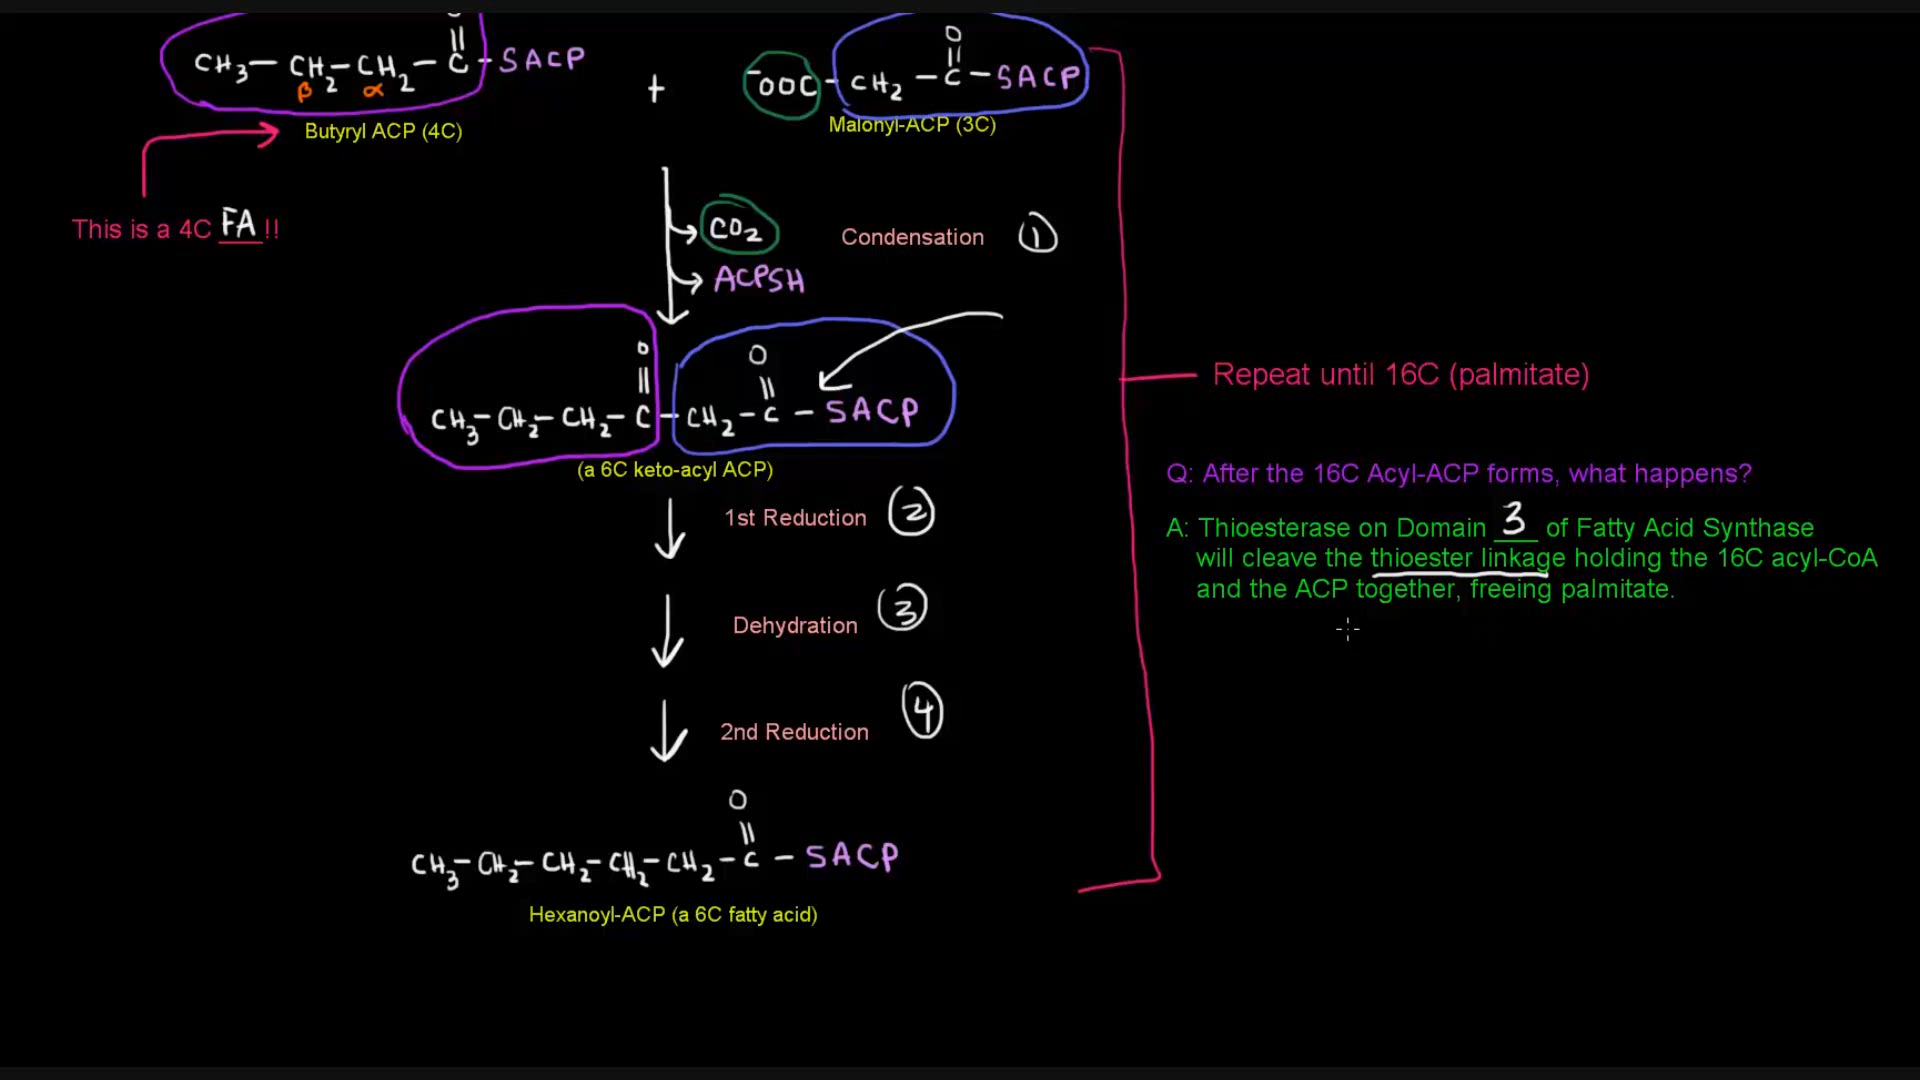 O
||
CH3 — CH2 — CH2 — C - SACP
β α
Butyryl ACP (4C)
+
O
||
-OOC - CH2 — C — SACP
Malonyl-ACP (3C)
This is a 4C FA !!
CO2
Condensation 1
ACPSH
O
||
O
||
CH3 — CH2 — CH2 — C — CH2 — C — SACP
(a 6C keto-acyl ACP)
1st Reduction 2
Dehydration 3
2nd Reduction 4
O
||
CH3 — CH2 — CH2 — CH2 — CH2 — C — SACP
Hexanoyl-ACP (a 6C fatty acid)
Repeat until 16C (palmitate)
Q: After the 16C Acyl-ACP forms, what happens?
A: Thioesterase on Domain 3 of Fatty Acid Synthase
will cleave the thioester linkage holding the 16C acyl-CoA
and the ACP together, freeing palmitate.